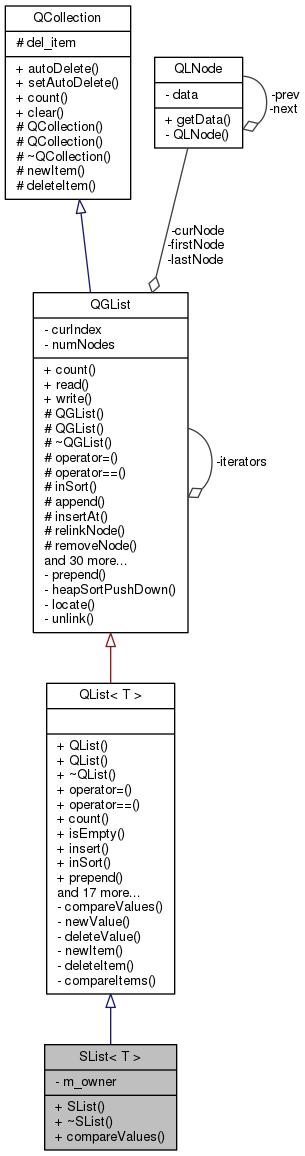 QCollection
# del_item
+ autoDelete()
+ setAutoDelete()
+ count()
+ clear()
# QCollection()
# QCollection()
# ~QCollection()
# newItem()
# deleteItem()
QLNode
- data
+ getData()
- QLNode()
-prev
-next
-curNode
-firstNode
-lastNode
QGList
- curIndex
- numNodes
+ count()
+ read()
+ write()
# QGList()
# QGList()
# ~QGList()
# operator=()
# operator==()
# inSort()
# append()
# insertAt()
# relinkNode()
# removeNode()
and 30 more...
- prepend()
- heapSortPushDown()
- locate()
- unlink()
-iterators
QList< T >
+ QList()
+ QList()
+ ~QList()
+ operator=()
+ operator==()
+ count()
+ isEmpty()
+ insert()
+ inSort()
+ prepend()
and 17 more...
- compareValues()
- newValue()
- deleteValue()
- newItem()
- deleteItem()
- compareItems()
SList< T >
- m_owner
+ SList()
+ ~SList()
+ compareValues()